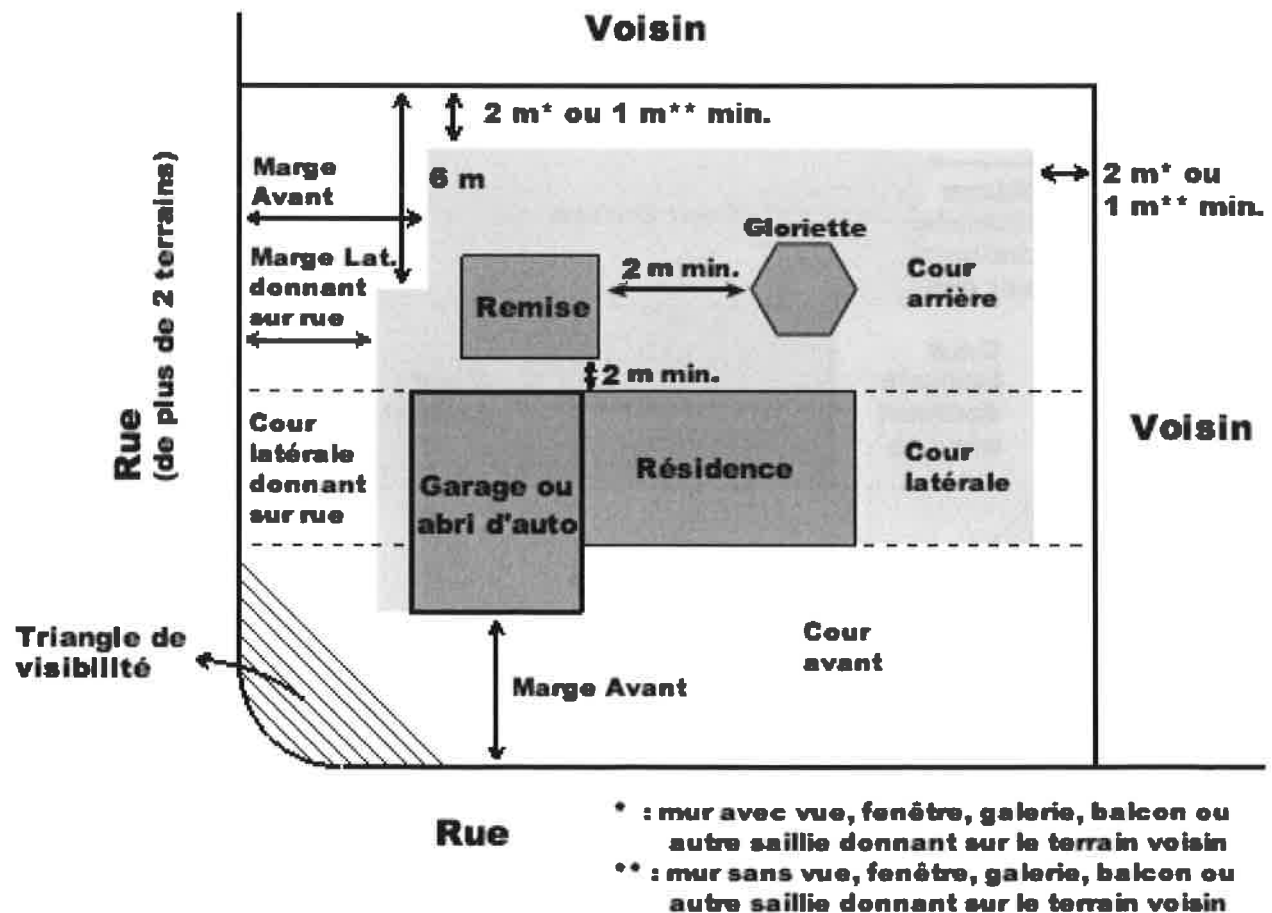 Voisin
2 m* ou 1 m** min.
Marge
Avant
6 m
2 m* ou
1 m** min.
Gloriette
Marge Lat.
donnant
sur rue
2 m min.
Remise
Cour
arrière
2 m min.
Rue
(de plus de 2 terrains)
Cour
latérale
donnant
sur rue
Garage ou
abri d'auto
Résidence
Cour
latérale
Voisin
Triangle de
visibilité
Cour
avant
Marge Avant
Rue
* : mur avec vue, fenêtre, galerie, balcon ou
autre saillie donnant sur le terrain voisin
** : mur sans vue, fenêtre, galerie, balcon ou
autre saillie donnant sur le terrain voisin